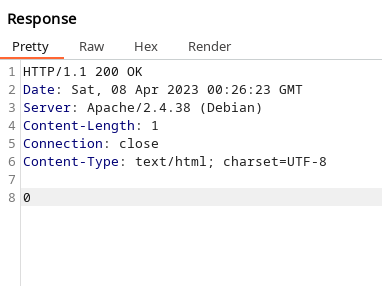 Response
Pretty Raw Hex Render
1 HTTP/1.1 200 OK
2 Date: Sat, 08 Apr 2023 00:26:23 GMT
3 Server: Apache/2.4.38 (Debian)
4 Content-Length: 1
5 Connection: close
6 Content-Type: text/html; charset=UTF-8
7
8 0